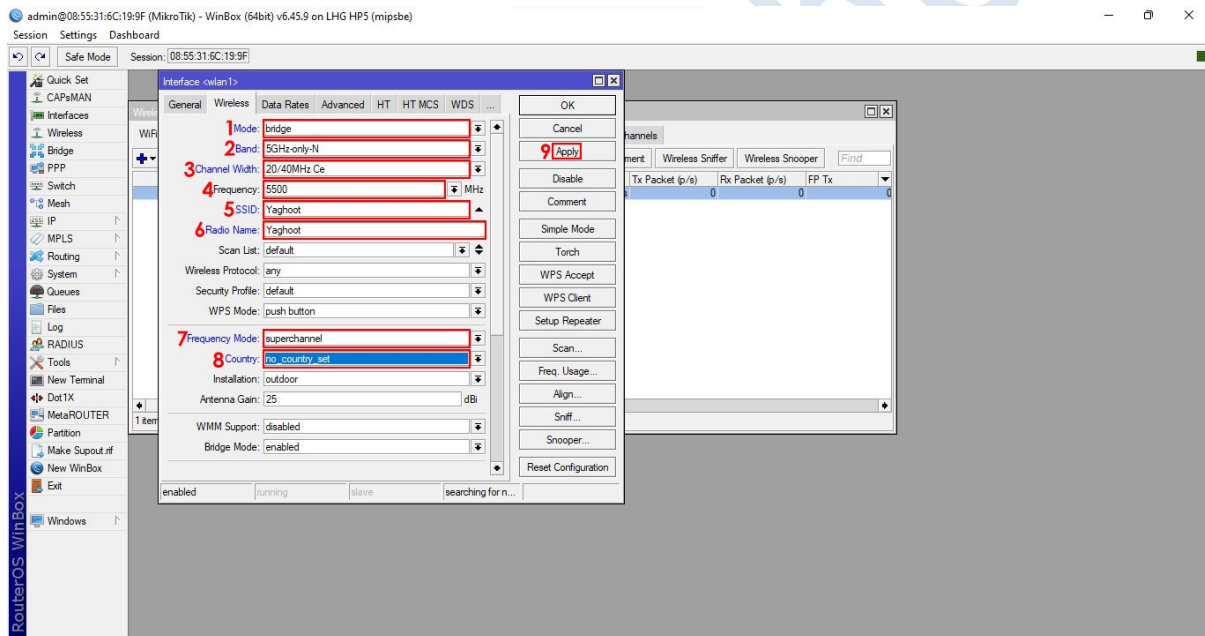 admin@08:55:31:6C:19:9F (MikroTik) - WinBox (64bit) v6.45.9 on LHG HP5 (mipsbe)
Session Settings Dashboard
Safe Mode Session: 08:55:31:6C:19:9F
Quick Set
CAPsMAN
Interfaces
Wireless
Bridge
PPP
Switch
Mesh
IP
MPLS
Routing
System
Queues
Files
Log
RADIUS
Tools
New Terminal
Dot1X
MetaROUTER
Partition
Make Supout.rif
New WinBox
Exit
Windows
RouterOS WinBox
Interface <wlan1>
General Wireless Data Rates Advanced HT HT MCS WDS ...
1 Mode: bridge
2 Band: 5GHz-only-N
3 Channel Width: 20/40MHz Ce
4 Frequency: 5500 MHz
5 SSID: Yaghoot
6 Radio Name: Yaghoot
Scan List: default
Wireless Protocol: any
Security Profile: default
WPS Mode: push button
7 Frequency Mode: superchannel
8 Country: no_country_set
Installation: outdoor
Antenna Gain: 25 dBi
WMM Support: disabled
Bridge Mode: enabled
enabled running slave searching for n...
OK
Cancel
9 Apply
Disable
Comment
Simple Mode
Torch
WPS Accept
WPS Client
Setup Repeater
Scan...
Freq. Usage...
Align...
Sniff...
Snooper...
Reset Configuration
Wireless Sniffer Wireless Snooper Find
Tx Packet (p/s) Rx Packet (p/s) FP Tx
0 0 0